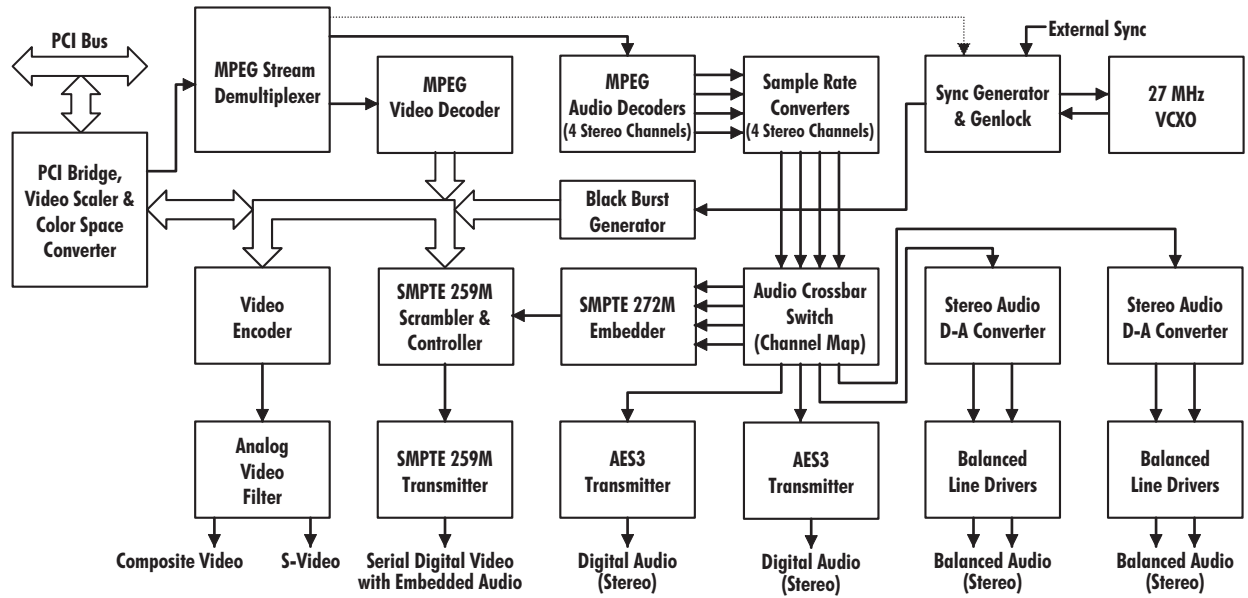 PCI Bus
MPEG Stream
Demultiplexer
MPEG
Video Decoder
MPEG
Audio Decoders
(4 Stereo Channels)
Sample Rate
Converters
(4 Stereo Channels)
External Sync
Sync Generator
& Genlock
27 MHz
VCXO
PCI Bridge,
Video Scaler &
Color Space
Converter
Black Burst
Generator
Video
Encoder
SMPTE 259M
Scrambler &
Controller
SMPTE 272M
Embedder
Audio Crossbar
Switch
(Channel Map)
Stereo Audio
D-A Converter
Stereo Audio
D-A Converter
Analog
Video
Filter
SMPTE 259M
Transmitter
AES3
Transmitter
AES3
Transmitter
Balanced
Line Drivers
Balanced
Line Drivers
Composite Video
S-Video
Serial Digital Video
with Embedded Audio
Digital Audio
(Stereo)
Digital Audio
(Stereo)
Balanced Audio
(Stereo)
Balanced Audio
(Stereo)